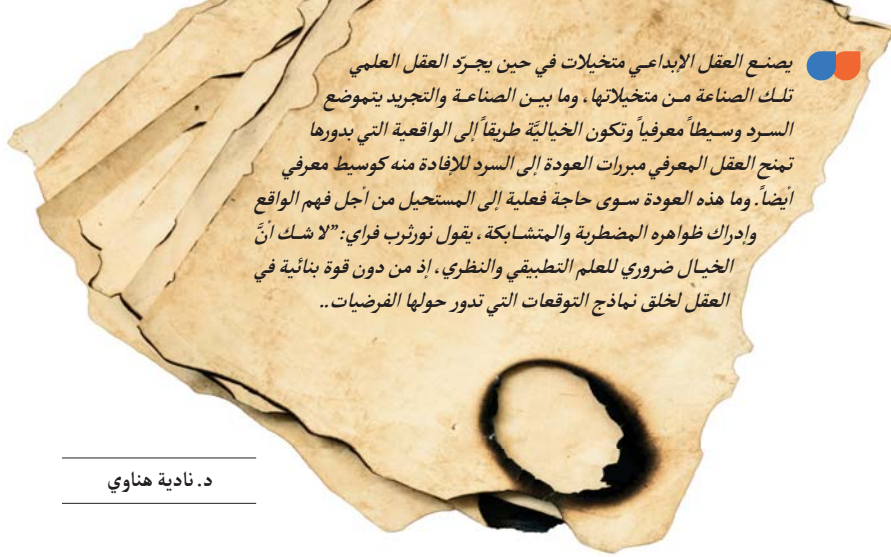 يصنع العقل الإبداعي متخيلات في حين يجرّد العقل العلمي
تلك الصناعة من متخيلاتها، وما بين الصناعة والتجريد يتموضع
السرد وسيطاً معرفياً وتكون الخياليَّة طريقاً إلى الواقعية التي بدورها
تمنح العقل المعرفي مبررات العودة إلى السرد للإفادة منه كوسيط معرفي
أيضاً. وما هذه العودة سوى حاجة فعلية إلى المستحيل من أجل فهم الواقع
وإدراك ظواهره المضطربة والمتشابكة، يقول نورثرب فراي: ”لا شك أنَّ
الخيال ضروري للعلم التطبيقي والنظري، إذ من دون قوة بنائية في
العقل لخلق نماذج التوقعات التي تدور حولها الفرضيات..
د. نادية هناوي